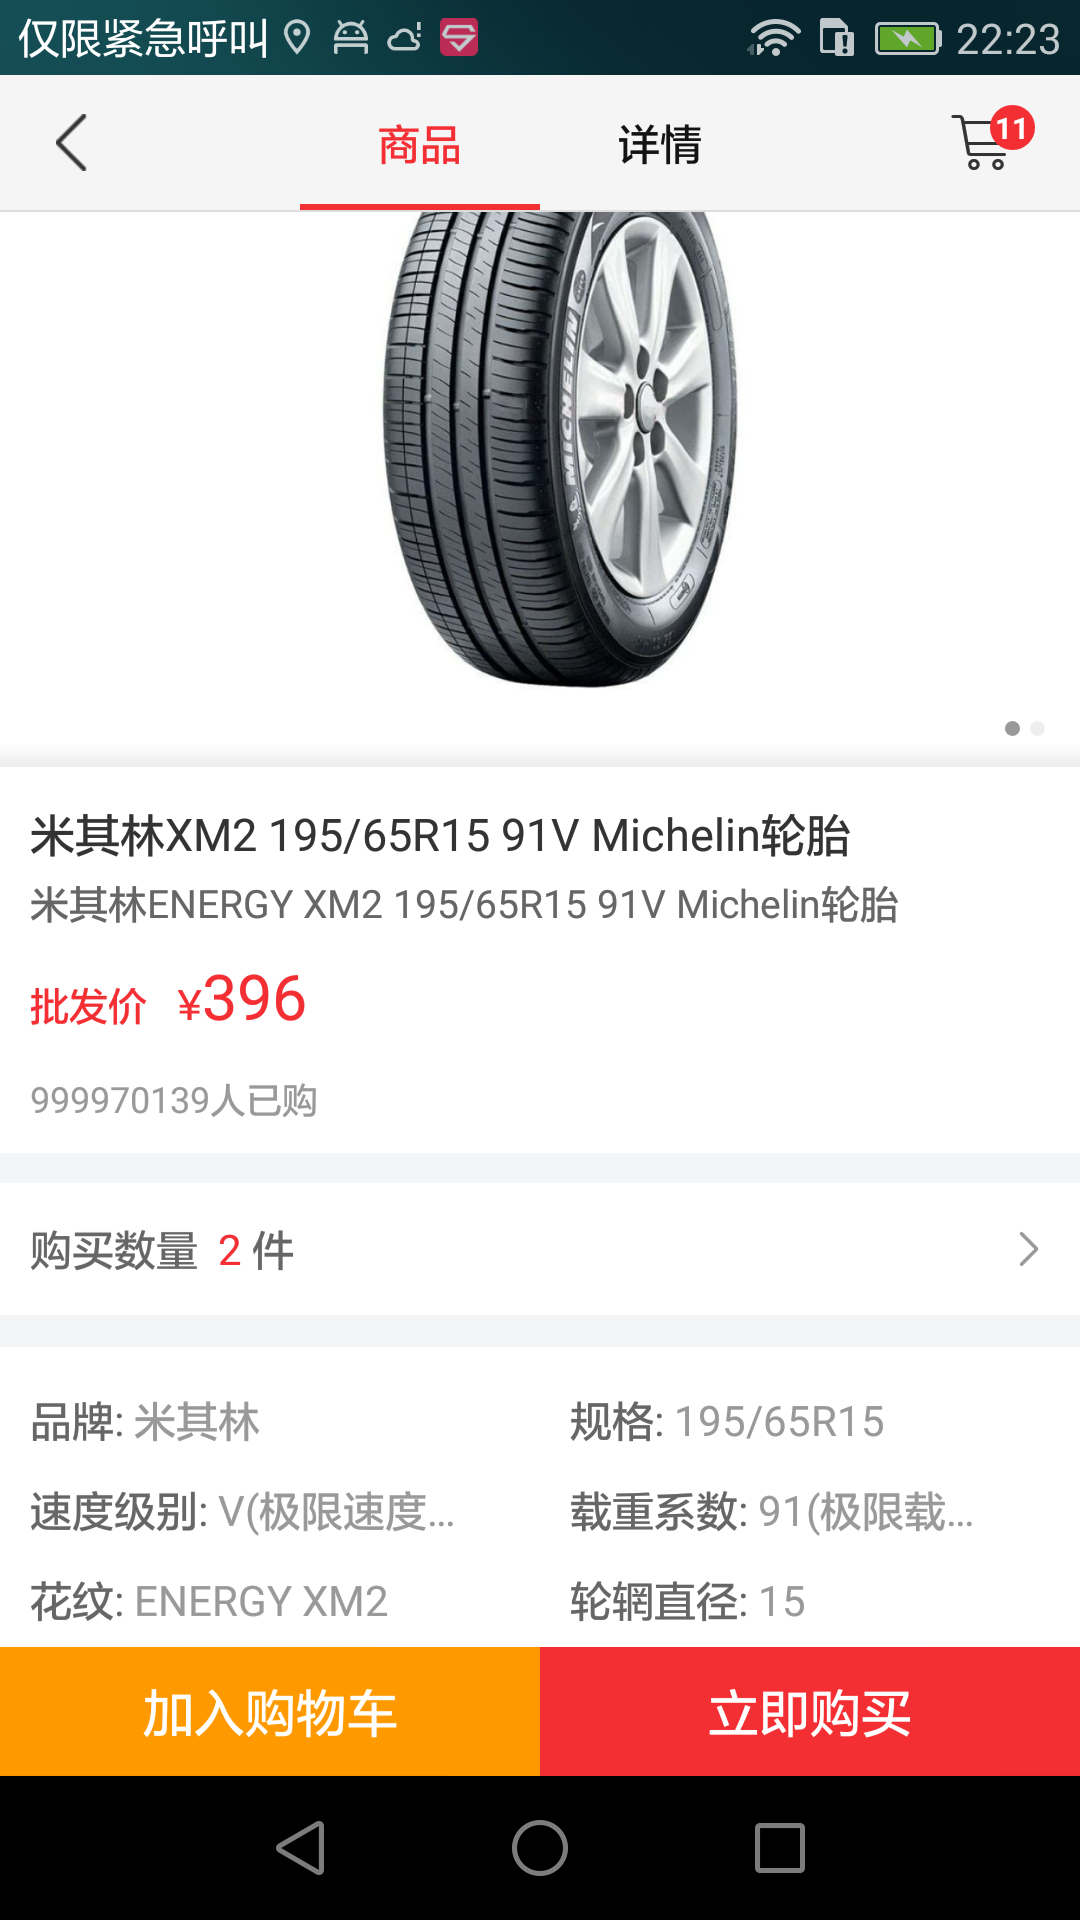 仅限紧急呼叫 22:23
商品 详情 11
MICHELIN
米其林XM2 195/65R15 91V Michelin轮胎
米其林ENERGY XM2 195/65R15 91V Michelin轮胎
批发价 ¥396
999970139人已购
购买数量 2 件
品牌: 米其林 规格: 195/65R15
速度级别: V(极限速度... 载重系数: 91(极限载...
花纹: ENERGY XM2 轮辋直径: 15
加入购物车 立即购买